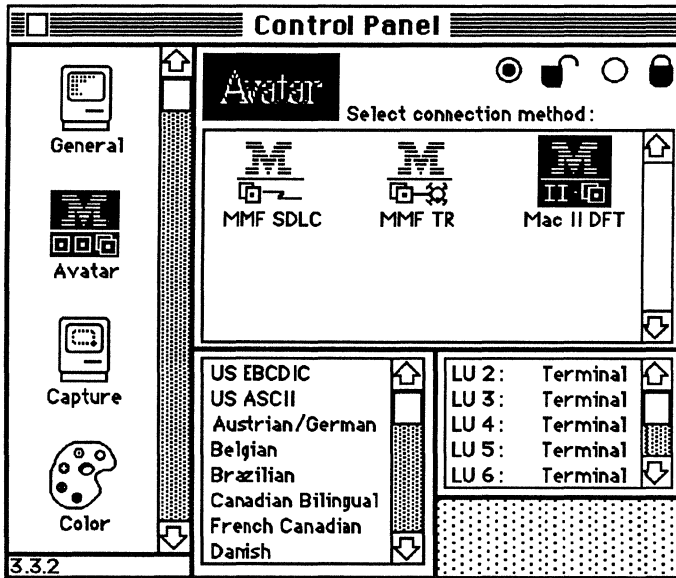 Control Panel
General
Avatar
Capture
Color
3.3.2
Avatar
Select connection method:
M
MMF SDLC
M
MMF TR
M
II
Mac II DFT
US EBCDIC
US ASCII
Austrian/German
Belgian
Brazilian
Canadian Bilingual
French Canadian
Danish
LU 2: Terminal
LU 3: Terminal
LU 4: Terminal
LU 5: Terminal
LU 6: Terminal